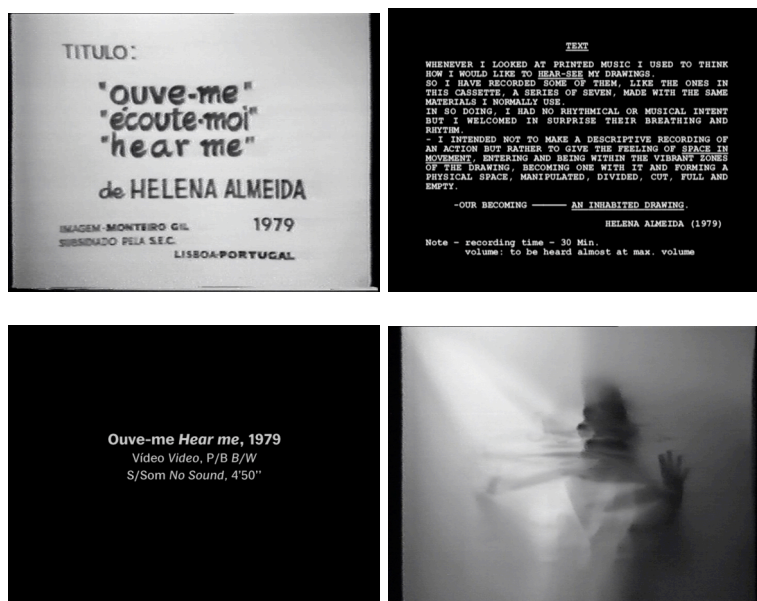 TITULO:
"ouve-me"
"écoute-moi"
"hear me"
de HELENA ALMEIDA
IMAGEM-MONTEIRO GIL 1979
SUBSIDIADO PELA S.E.C.
LISBOA-PORTUGAL
TEXT
WHENEVER I LOOKED AT PRINTED MUSIC I USED TO THINK
HOW I WOULD LIKE TO HEAR-SEE MY DRAWINGS.
SO I HAVE RECORDED SOME OF THEM, LIKE THE ONES IN
THIS CASSETTE, A SERIES OF SEVEN, MADE WITH THE SAME
MATERIALS I NORMALLY USE.
IN SO DOING, I HAD NO RHYTHMICAL OR MUSICAL INTENT
BUT I WELCOMED IN SURPRISE THEIR BREATHING AND
RHYTHM.
- I INTENDED NOT TO MAKE A DESCRIPTIVE RECORDING OF
AN ACTION BUT RATHER TO GIVE THE FEELING OF SPACE IN
MOVEMENT, ENTERING AND BEING WITHIN THE VIBRANT ZONES
OF THE DRAWING, BECOMING ONE WITH IT AND FORMING A
PHYSICAL SPACE, MANIPULATED, DIVIDED, CUT, FULL AND
EMPTY.
-OUR BECOMING ——— AN INHABITED DRAWING.
HELENA ALMEIDA (1979)
Note - recording time - 30 Min.
volume: to be heard almost at max. volume
Ouve-me Hear me, 1979
Vídeo Video, P/B B/W
S/Som No Sound, 4'50''